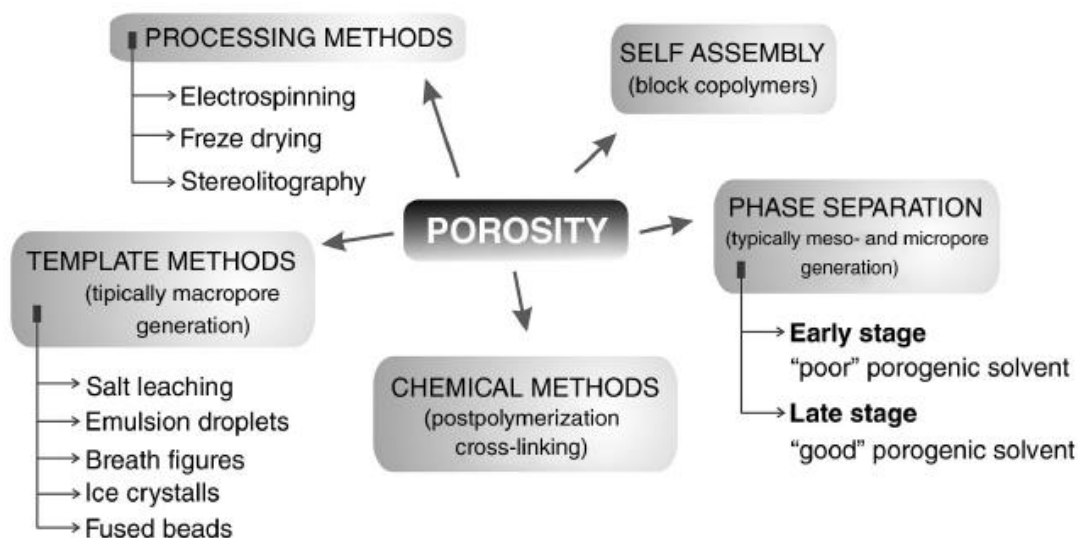 PROCESSING METHODS
Electrospinning
Freze drying
Stereolitography
SELF ASSEMBLY
(block copolymers)
POROSITY
PHASE SEPARATION
(typically meso- and micropore
generation)
Early stage
“poor” porogenic solvent
Late stage
“good” porogenic solvent
TEMPLATE METHODS
(tipically macropore
generation)
Salt leaching
Emulsion droplets
Breath figures
Ice crystalls
Fused beads
CHEMICAL METHODS
(postpolymerization
cross-linking)